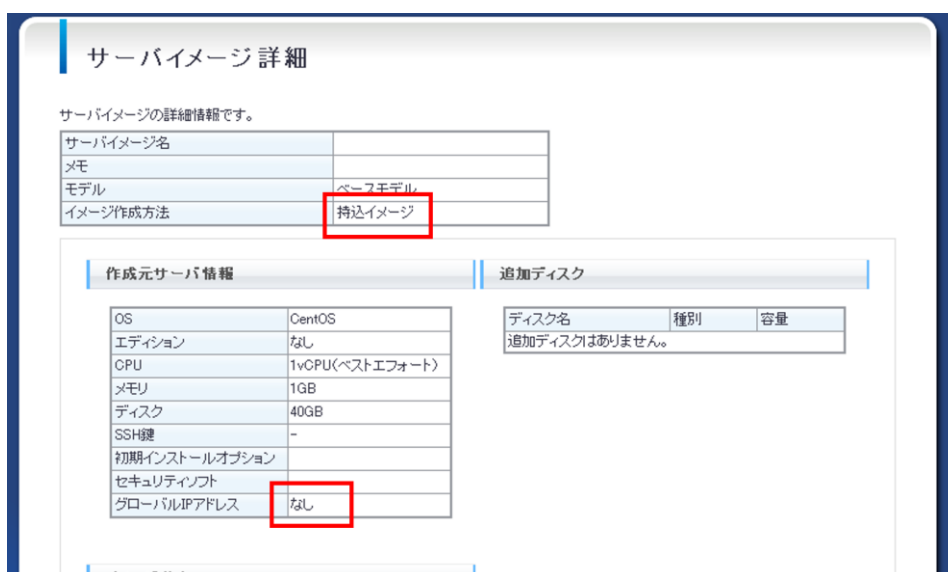 サーバイメージ詳細
サーバイメージの詳細情報です。
サーバイメージ名
メモ
モデル ベースモデル
イメージ作成方法 持込イメージ
作成元サーバ情報
OS CentOS
エディション なし
CPU 1vCPU(ベストエフォート)
メモリ 1GB
ディスク 40GB
SSH鍵 -
初期インストールオプション
セキュリティソフト
グローバルIPアドレス なし
追加ディスク
ディスク名 種別 容量
追加ディスクはありません。